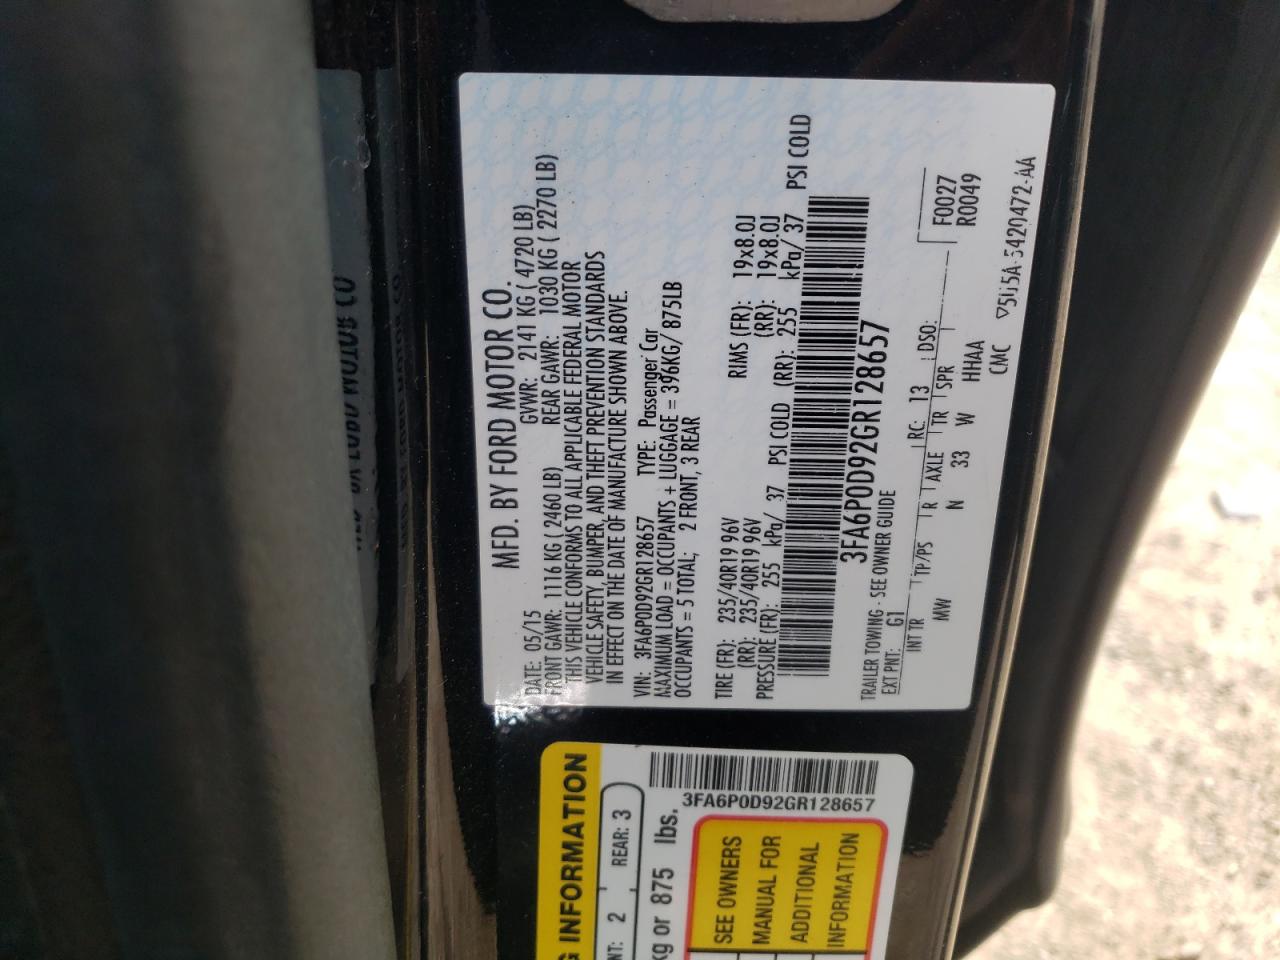 MFD. BY FORD MOTOR CO.
DATE: 05/15 GVWR: 2141 KG ( 4720 LB)
FRONT GAWR: 1116 KG ( 2460 LB) REAR GAWR: 1030 KG ( 2270 LB)
THIS VEHICLE CONFORMS TO ALL APPLICABLE FEDERAL MOTOR
VEHICLE SAFETY, BUMPER, AND THEFT PREVENTION STANDARDS
IN EFFECT ON THE DATE OF MANUFACTURE SHOWN ABOVE.
VIN: 3FA6P0D92GR128657 TYPE: Passenger Car
MAXIMUM LOAD = OCCUPANTS + LUGGAGE = 396KG/ 875LB
OCCUPANTS = 5 TOTAL; 2 FRONT, 3 REAR
TIRE (FR): 235/40R19 96V RIMS (FR): 19x8.0J
(RR): 235/40R19 96V (RR): 19x8.0J
PRESSURE (FR): 255 kPa/ 37 PSI COLD (RR): 255 kPa/ 37 PSI COLD
3FA6P0D92GR128657
TRAILER TOWING - SEE OWNER GUIDE
EXT PNT: G1 RC: 13 DSO: F0027
R0049
INT TR TP/PS R AXLE TR SPR
MW N 33 W HHAA
CMC ▽5U5A-5420472-AA
G INFORMATION
NT: 2 REAR: 3
kg or 875 lbs.
3FA6P0D92GR128657
SEE OWNERS
MANUAL FOR
ADDITIONAL
INFORMATION